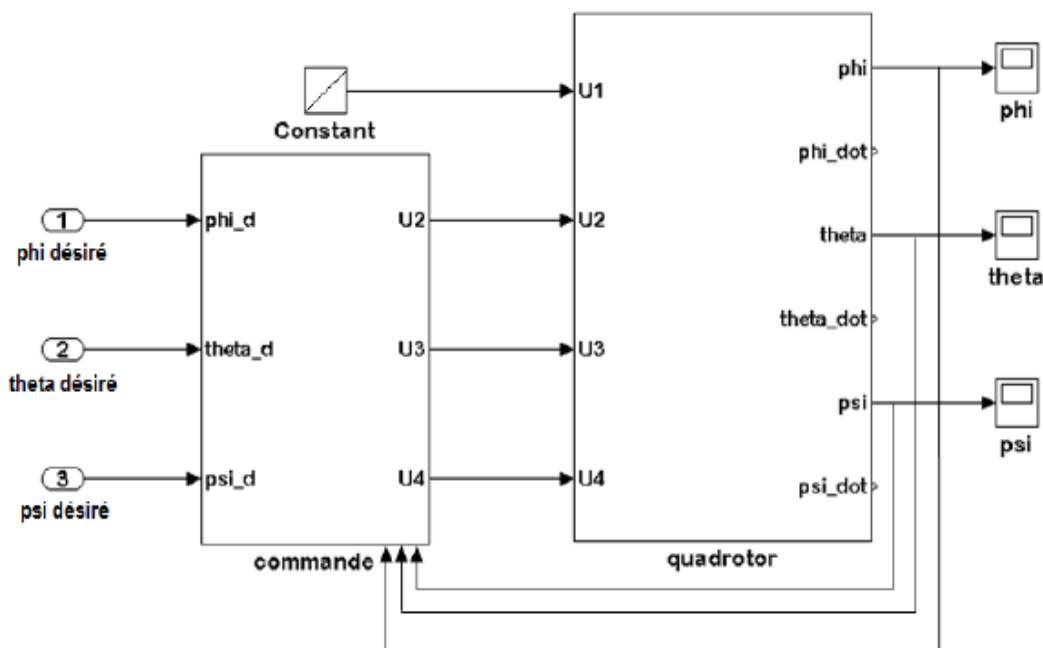 phi
U1
phi
Constant
phi_dot
1
phi_d
U2
U2
theta
phi désiré
theta
2
theta_d
U3
U3
theta_dot
theta désiré
psi
psi
3
psi_d
U4
U4
psi_dot
psi désiré
commande
quadrotor